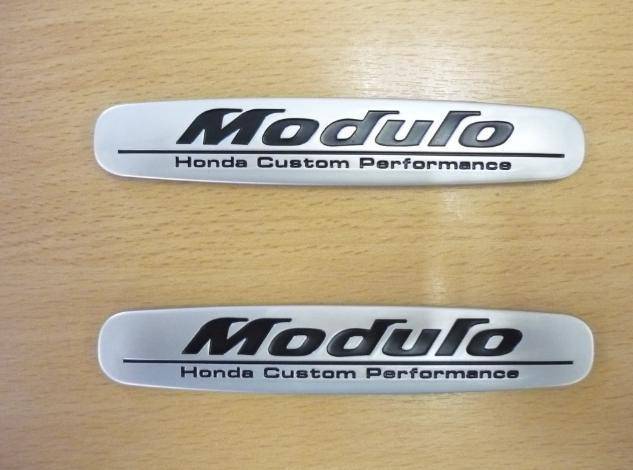 Modulo
Honda Custom Performance
Modulo
Honda Custom Performance